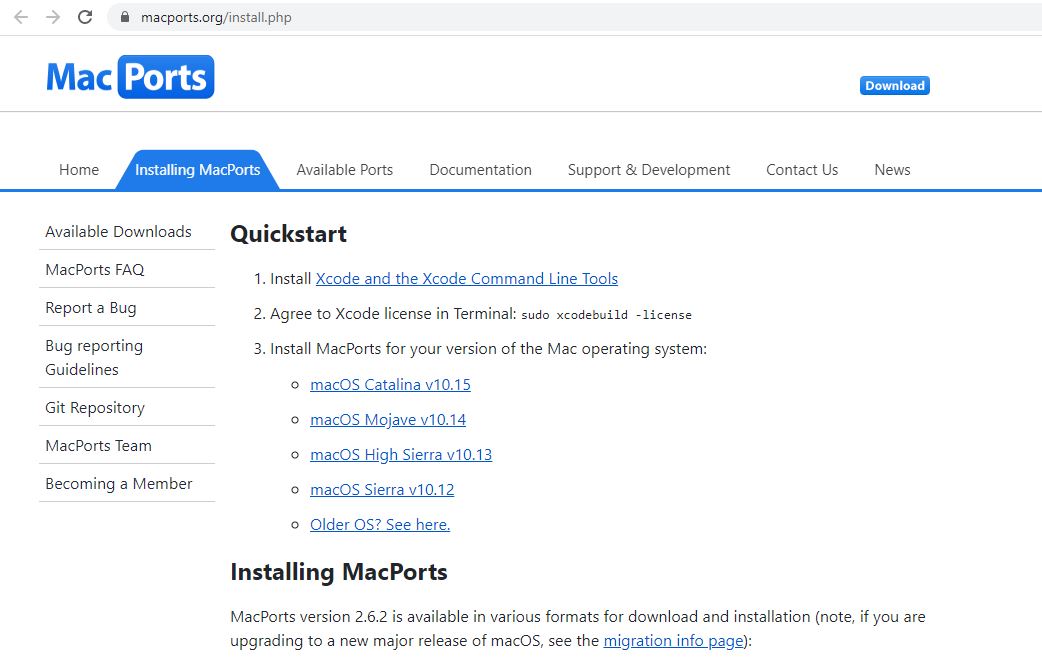 macports.org/install.php
MacPorts
Download
Home
Installing MacPorts
Available Ports
Documentation
Support & Development
Contact Us
News
Available Downloads
MacPorts FAQ
Report a Bug
Bug reporting
Guidelines
Git Repository
MacPorts Team
Becoming a Member
Quickstart
1. Install Xcode and the Xcode Command Line Tools
2. Agree to Xcode license in Terminal: sudo xcodebuild -license
3. Install MacPorts for your version of the Mac operating system:
macOS Catalina v10.15
macOS Mojave v10.14
macOS High Sierra v10.13
macOS Sierra v10.12
Older OS? See here.
Installing MacPorts
MacPorts version 2.6.2 is available in various formats for download and installation (note, if you are
upgrading to a new major release of macOS, see the migration info page):